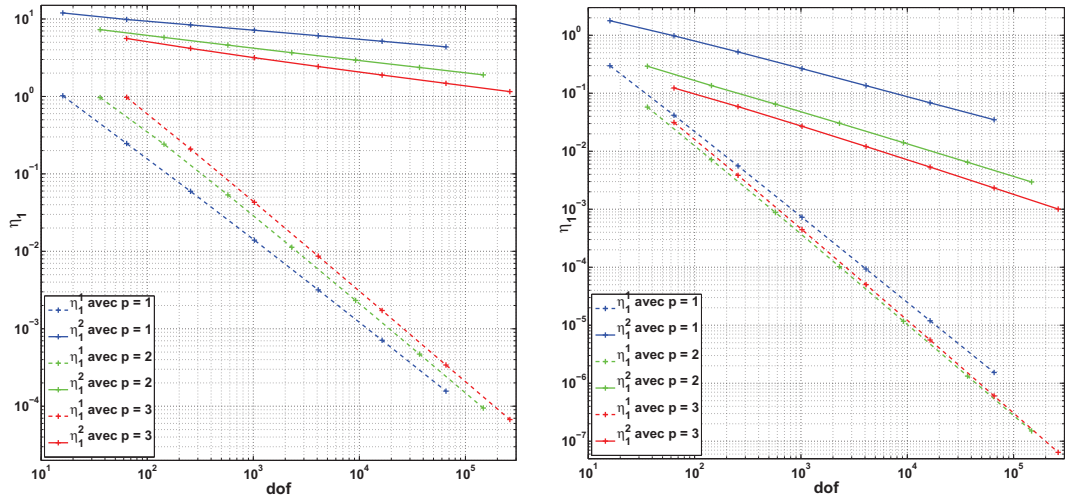 10^2
10^1
10^0
10^-1
10^-2
10^-3
10^-4
η_1
η_1^1 avec p = 1
η_1^2 avec p = 1
η_1^1 avec p = 2
η_1^2 avec p = 2
η_1^1 avec p = 3
η_1^2 avec p = 3
10^1 10^2 10^3 10^4 10^5
dof
10^0
10^-1
10^-2
10^-3
10^-4
10^-5
10^-6
10^-7
η_1
η_1^1 avec p = 1
η_1^2 avec p = 1
η_1^1 avec p = 2
η_1^2 avec p = 2
η_1^1 avec p = 3
η_1^2 avec p = 3
10^1 10^2 10^3 10^4 10^5
dof